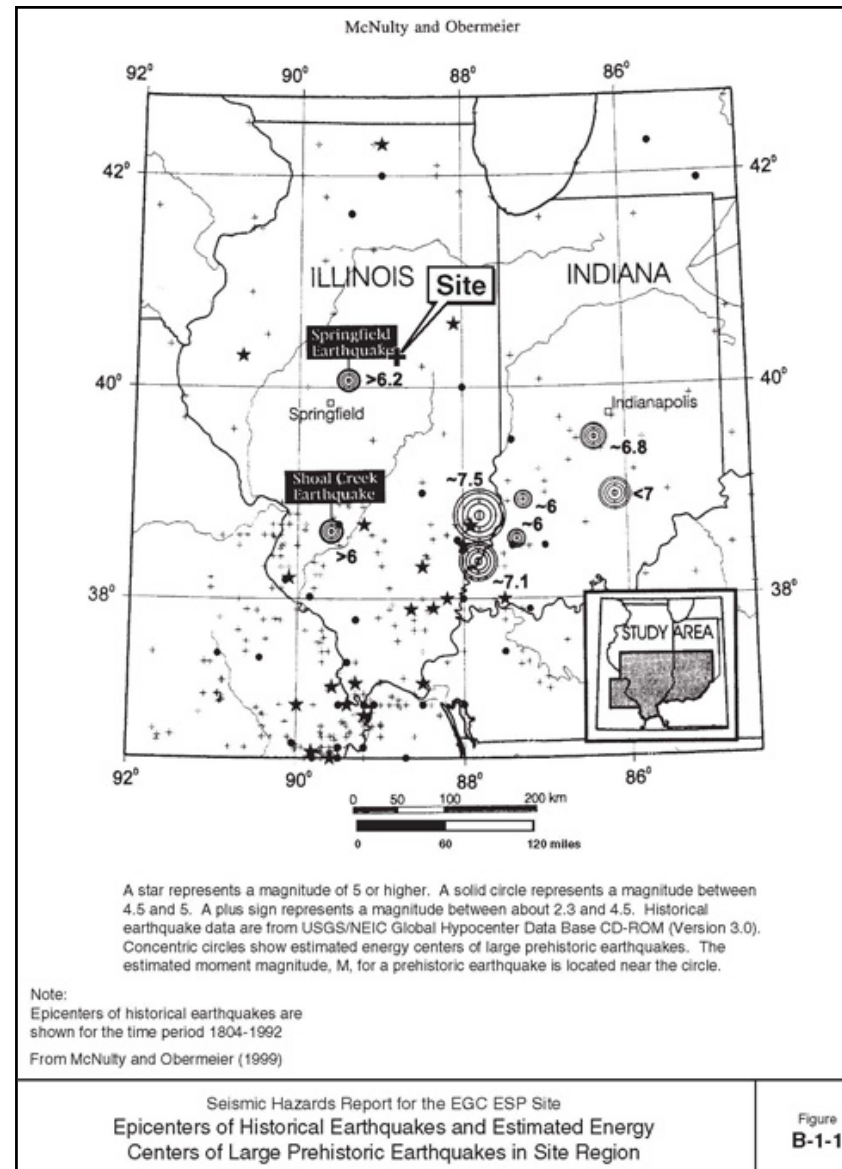 McNulty and Obermeier
92° 90° 88° 86°
42° 42°
ILLINOIS INDIANA
Site
Springfield
Earthquake
40° >6.2 40°
Springfield Indianapolis
~6.8
Shoal Creek
Earthquake
~7.5
~6 <7
~6
>6
~7.1
38° 38°
STUDY AREA
92° 90° 88° 86°
0 50 100 200 km
0 60 120 miles
A star represents a magnitude of 5 or higher. A solid circle represents a magnitude between
4.5 and 5. A plus sign represents a magnitude between about 2.3 and 4.5. Historical
earthquake data are from USGS/NEIC Global Hypocenter Data Base CD-ROM (Version 3.0).
Concentric circles show estimated energy centers of large prehistoric earthquakes. The
estimated moment magnitude, M, for a prehistoric earthquake is located near the circle.
Note:
Epicenters of historical earthquakes are
shown for the time period 1804-1992
From McNulty and Obermeier (1999)
Seismic Hazards Report for the EGC ESP Site
Epicenters of Historical Earthquakes and Estimated Energy
Centers of Large Prehistoric Earthquakes in Site Region
Figure
B-1-1